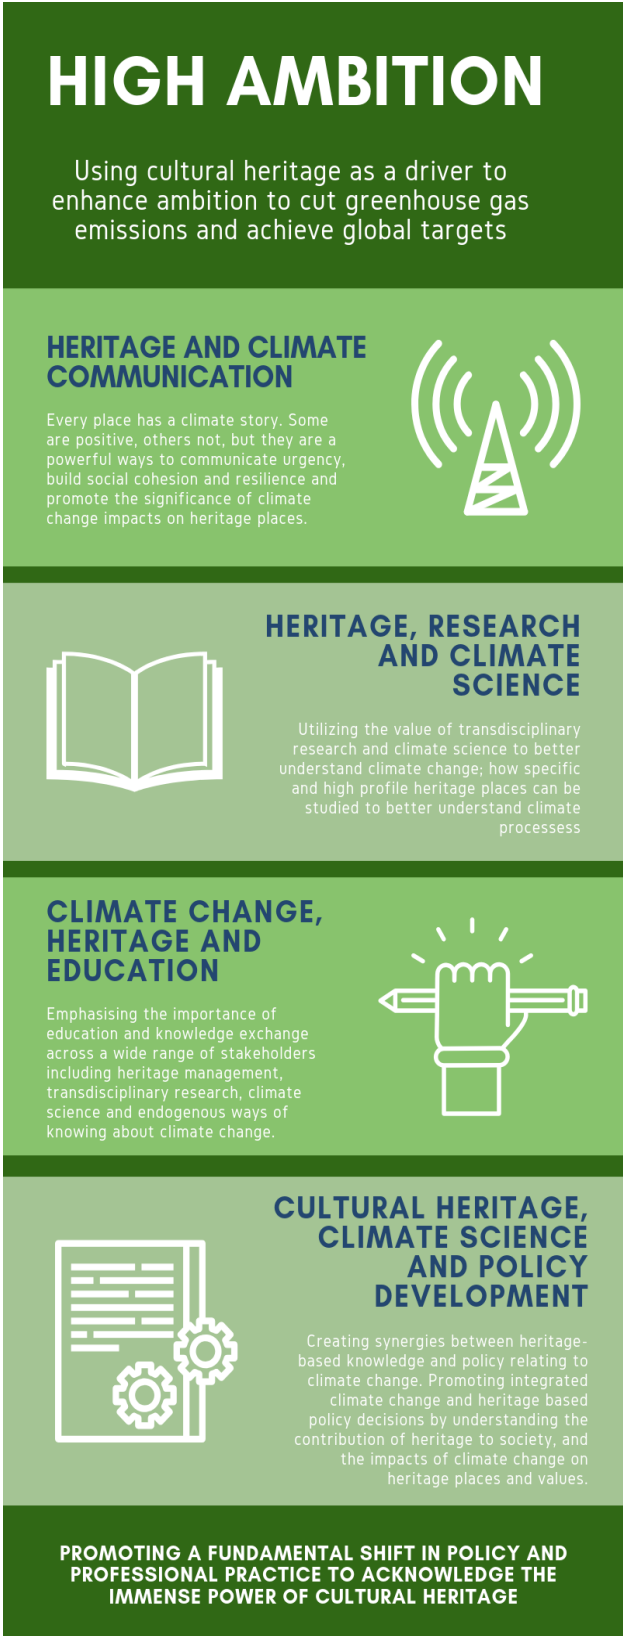 HIGH AMBITION
Using cultural heritage as a driver to
enhance ambition to cut greenhouse gas
emissions and achieve global targets
HERITAGE AND CLIMATE
COMMUNICATION
Every place has a climate story. Some
are positive, others not, but they are a
powerful ways to communicate urgency,
build social cohesion and resilience and
promote the significance of climate
change impacts on heritage places.
HERITAGE, RESEARCH
AND CLIMATE
SCIENCE
Utilizing the value of transdisciplinary
research and climate science to better
understand climate change; how specific
and high profile heritage places can be
studied to better understand climate
processess
CLIMATE CHANGE,
HERITAGE AND
EDUCATION
Emphasising the importance of
education and knowledge exchange
across a wide range of stakeholders
including heritage management,
transdisciplinary research, climate
science and endogenous ways of
knowing about climate change.
CULTURAL HERITAGE,
CLIMATE SCIENCE
AND POLICY
DEVELOPMENT
Creating synergies between heritage-
based knowledge and policy relating to
climate change. Promoting integrated
climate change and heritage based
policy decisions by understanding the
contribution of heritage to society, and
the impacts of climate change on
heritage places and values.
PROMOTING A FUNDAMENTAL SHIFT IN POLICY AND
PROFESSIONAL PRACTICE TO ACKNOWLEDGE THE
IMMENSE POWER OF CULTURAL HERITAGE